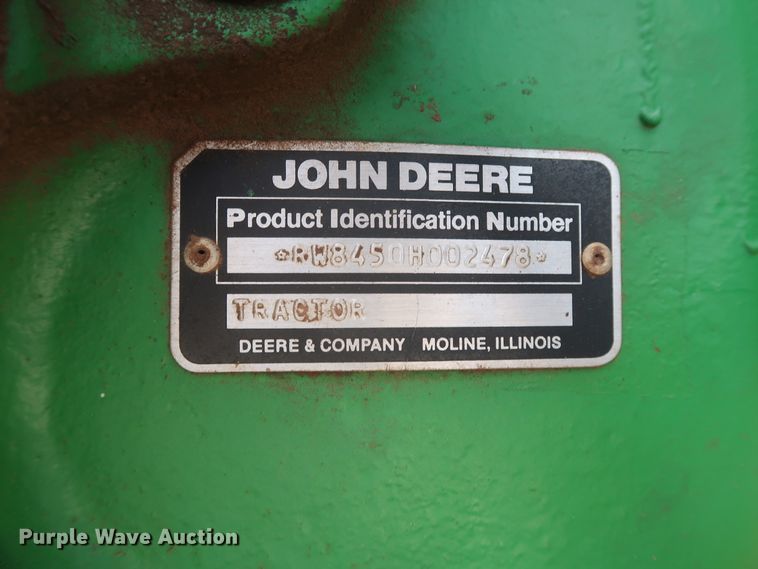 JOHN DEERE
Product Identification Number
*RW8450H002478*
TRACTOR
DEERE & COMPANY MOLINE, ILLINOIS
Purple Wave Auction